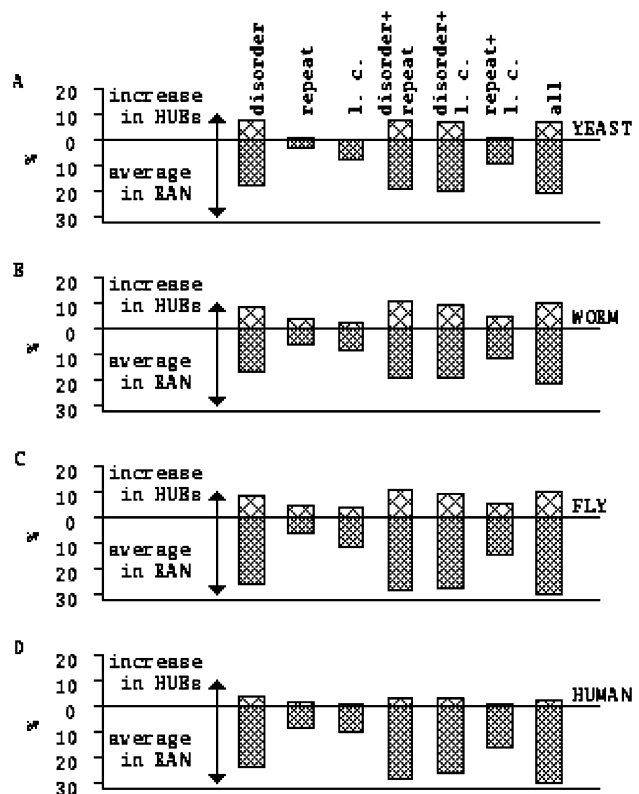 disorder
repeat
l. c.
disorder+
repeat
disorder+
l. c.
repeat+
l. c.
all
A
20
10
0
10
20
30
%
increase
in HUBs
average
in RAN
YEAST
B
20
10
0
10
20
30
%
increase
in HUBs
average
in RAN
WORM
C
20
10
0
10
20
30
%
increase
in HUBs
average
in RAN
FLY
D
20
10
0
10
20
30
%
increase
in HUBs
average
in RAN
HUMAN